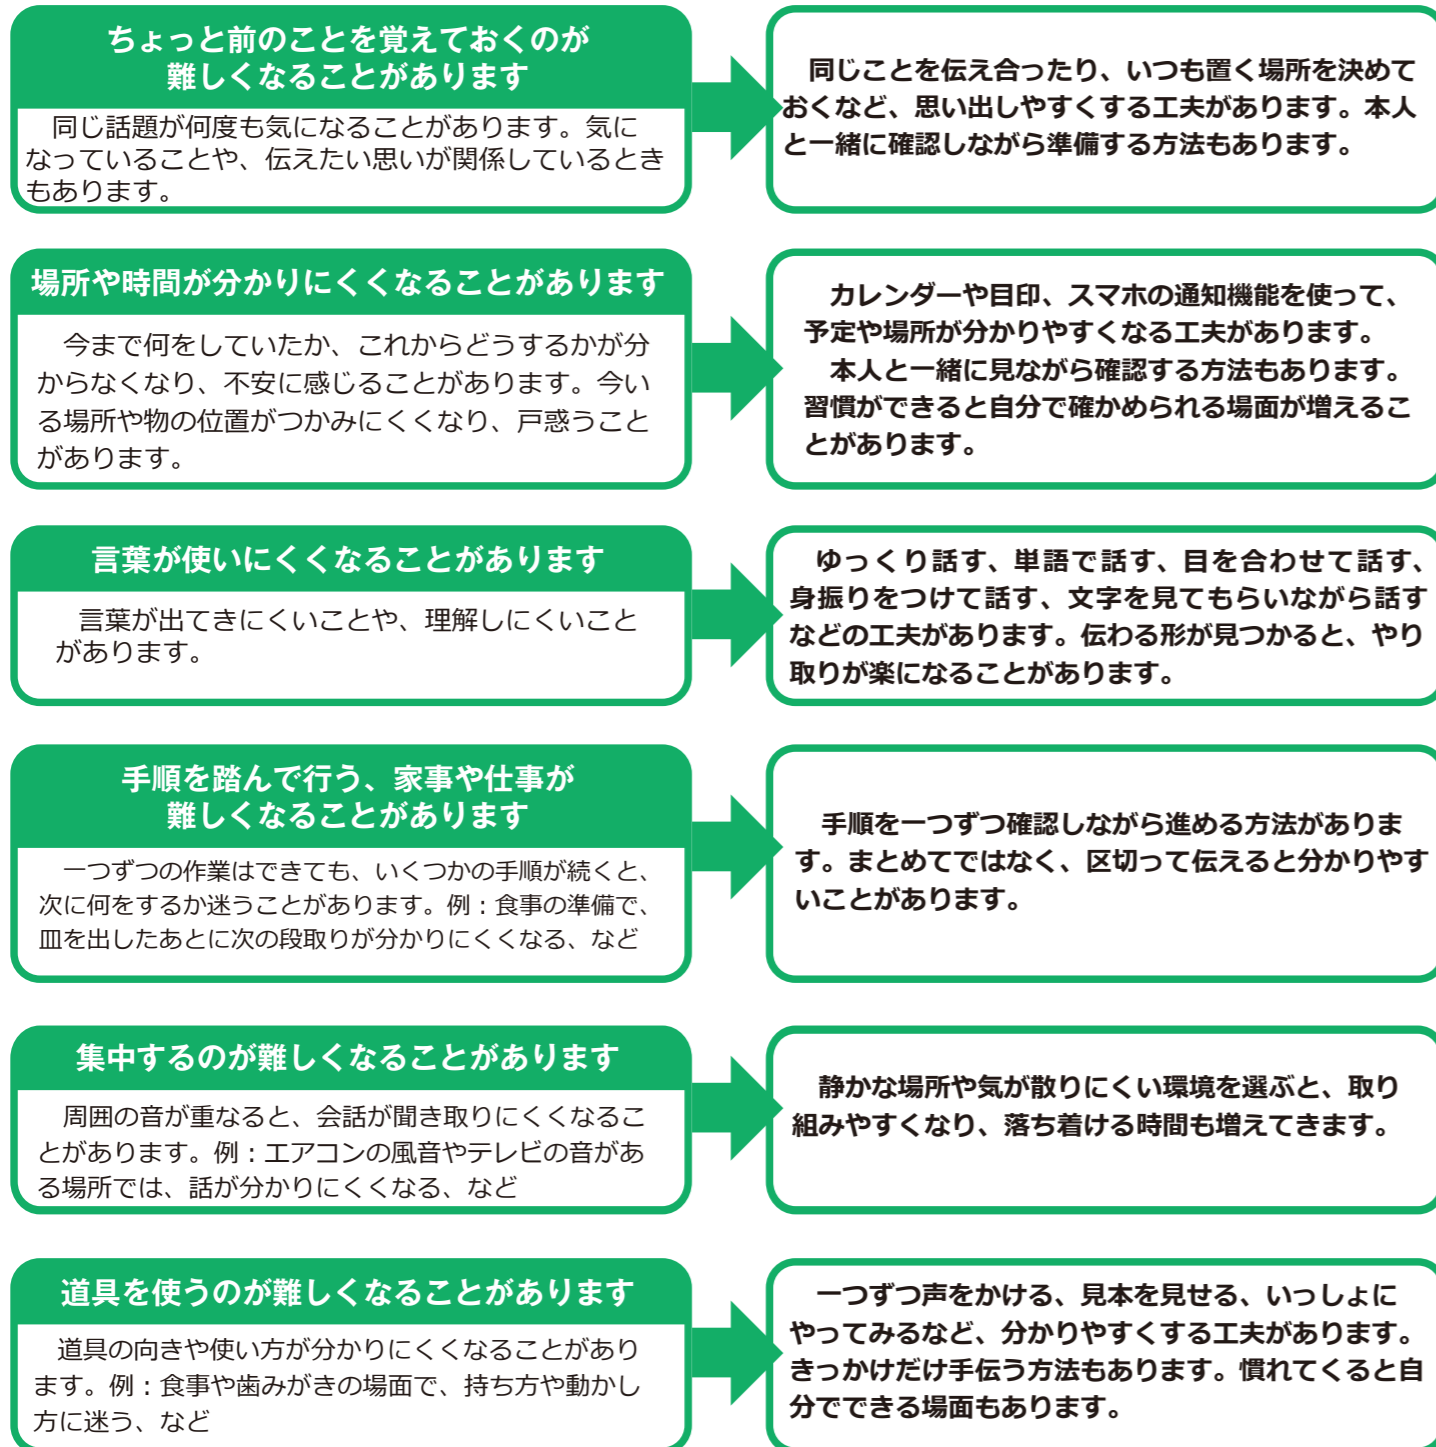 ちょっと前のことを覚えておくのが
難しくなることがあります
同じ話題が何度も気になることがあります。気に
なっていることや、伝えたい思いが関係しているとき
もあります。
同じことを伝え合ったり、いつも置く場所を決めて
おくなど、思い出しやすくする工夫があります。本人
と一緒に確認しながら準備する方法もあります。
場所や時間が分かりにくくなることがあります
今まで何をしていたか、これからどうするかが分
からなくなり、不安に感じることがあります。今い
る場所や物の位置がつかみにくくなり、戸惑うこと
があります。
カレンダーや目印、スマホの通知機能を使って、
予定や場所が分かりやすくなる工夫があります。
本人と一緒に見ながら確認する方法もあります。
習慣ができると自分で確かめられる場面が増えるこ
とがあります。
言葉が使いにくくなることがあります
言葉が出てきにくいことや、理解しにくいこと
があります。
ゆっくり話す、単語で話す、目を合わせて話す、
身振りをつけて話す、文字を見てもらいながら話す
などの工夫があります。伝わる形が見つかると、やり
取りが楽になることがあります。
手順を踏んで行う、家事や仕事が
難しくなることがあります
一つずつの作業はできても、いくつかの手順が続くと、
次に何をするか迷うことがあります。例：食事の準備で、
皿を出したあとに次の段取りが分かりにくくなる、など
手順を一つずつ確認しながら進める方法がありま
す。まとめてではなく、区切って伝えると分かりやす
いことがあります。
集中するのが難しくなることがあります
周囲の音が重なると、会話が聞き取りにくくなるこ
とがあります。例：エアコンの風音やテレビの音があ
る場所では、話が分かりにくくなる、など
静かな場所や気が散りにくい環境を選ぶと、取り
組みやすくなり、落ち着ける時間も増えてきます。
道具を使うのが難しくなることがあります
道具の向きや使い方が分かりにくくなることがあり
ます。例：食事や歯みがきの場面で、持ち方や動かし
方に迷う、など
一つずつ声をかける、見本を見せる、いっしょに
やってみるなど、分かりやすくする工夫があります。
きっかけだけ手伝う方法もあります。慣れてくると自
分でできる場面もあります。